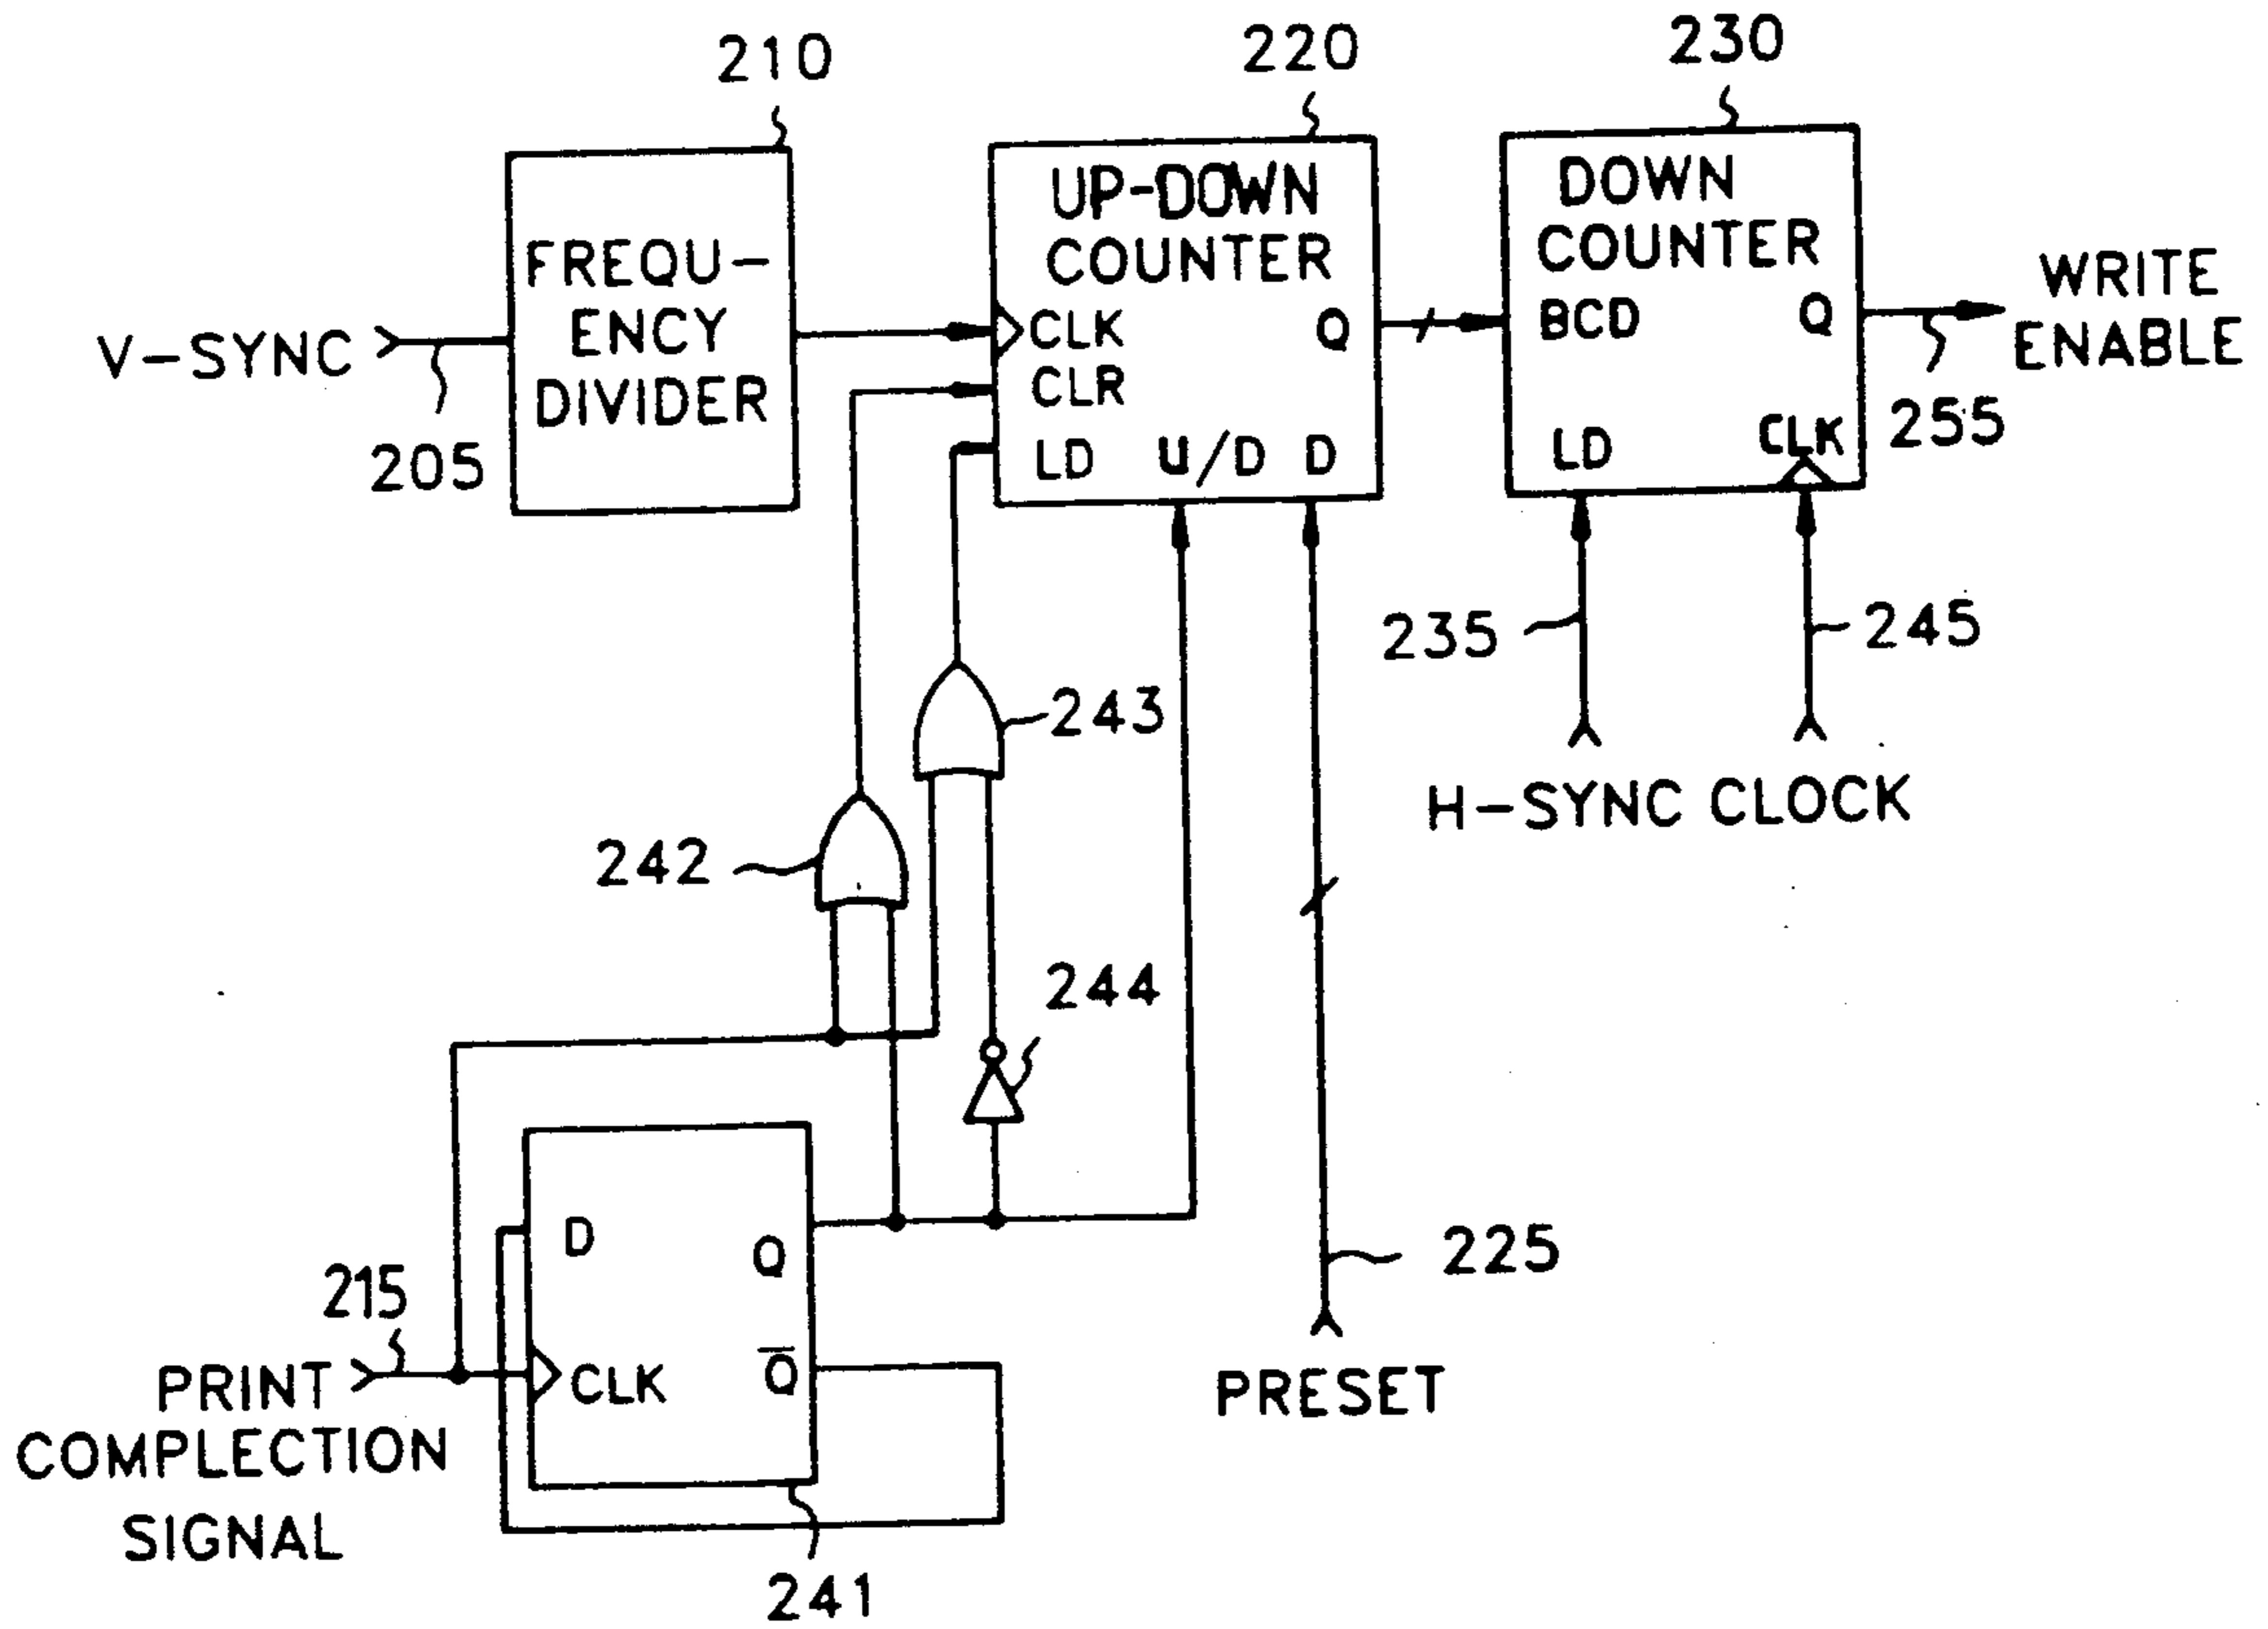 210
220
230
FREQU-
ENCY
DIVIDER
UP-DOWN
COUNTER
CLK
CLR
LD
U/D
D
Q
DOWN
COUNTER
BCD
Q
LD
CLK
WRITE
ENABLE
V-SYNC
205
255
235
245
H-SYNC CLOCK
243
242
244
D
Q
CLK
Q̅
215
PRINT
COMPLECTION
SIGNAL
225
PRESET
241